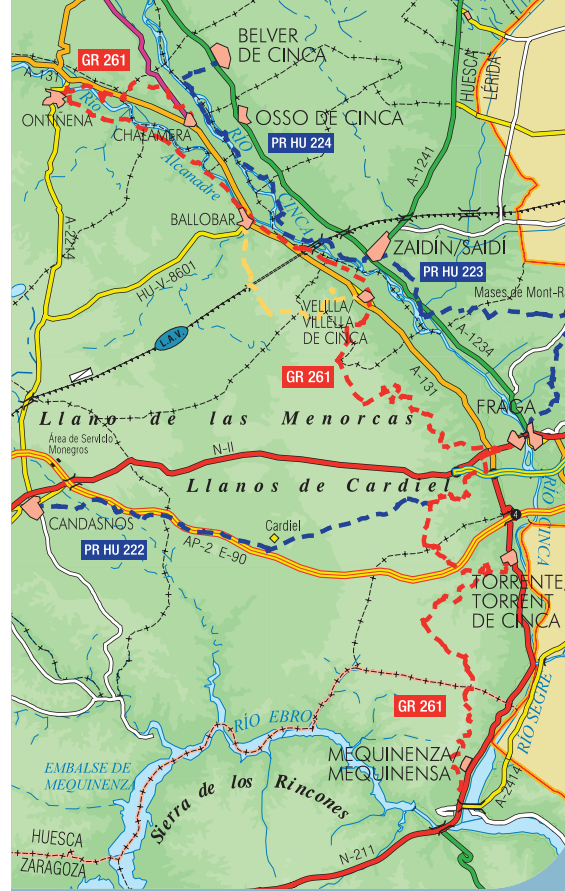 BELVER
DE CINCA
GR 261
A-131
RÍO
ONTIÑENA
CHALAMERA
OSSO DE CINCA
HUESCA
LÉRIDA
PR HU 224
RÍO
Alcanadre
CINCA
A-1241
BALLOBAR
ZAIDÍN/SAIDÍ
PR HU 223
A-2214
HU-V-8601
Mases de Mont-R
VELILLA/
VILLELLA
DE CINCA
L.A.V.
A-1234
GR 261
A-131
FRAGA
Llano de las Menorcas
Área de Servicio
Monegros
N-II
Llanos de Cardiel
RÍO CINCA
CANDASNOS
Cardiel
4
PR HU 222
AP-2 E-90
TORRENTE/
TORRENT
DE CINCA
GR 261
RÍO EBRO
RÍO SEGRE
MEQUINENZA/
MEQUINENSA
EMBALSE DE
MEQUINENZA
Sierra de los Rincones
A-2414
HUESCA
ZARAGOZA
N-211